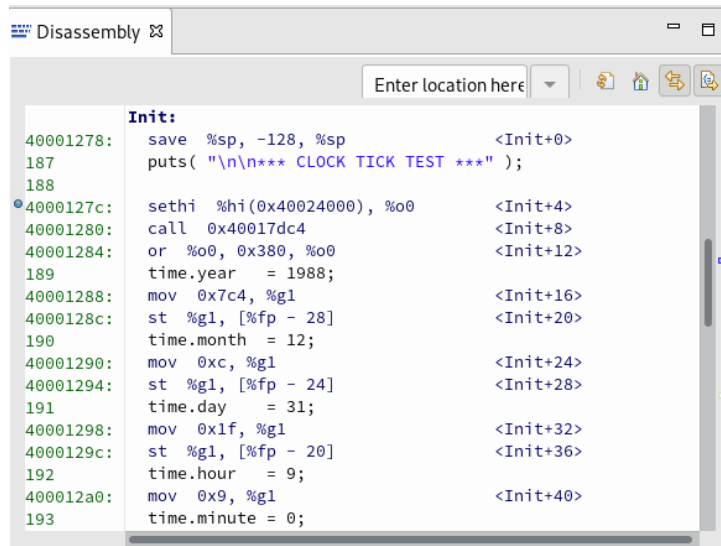 Disassembly
Enter location here
Init:
40001278: save %sp, -128, %sp <Init+0>
187 puts( "\n\n*** CLOCK TICK TEST ***" );
188
4000127c: sethi %hi(0x40024000), %o0 <Init+4>
40001280: call 0x40017dc4 <Init+8>
40001284: or %o0, 0x380, %o0 <Init+12>
189 time.year = 1988;
40001288: mov 0x7c4, %g1 <Init+16>
4000128c: st %g1, [%fp - 28] <Init+20>
190 time.month = 12;
40001290: mov 0xc, %g1 <Init+24>
40001294: st %g1, [%fp - 24] <Init+28>
191 time.day = 31;
40001298: mov 0x1f, %g1 <Init+32>
4000129c: st %g1, [%fp - 20] <Init+36>
192 time.hour = 9;
400012a0: mov 0x9, %g1 <Init+40>
193 time.minute = 0;